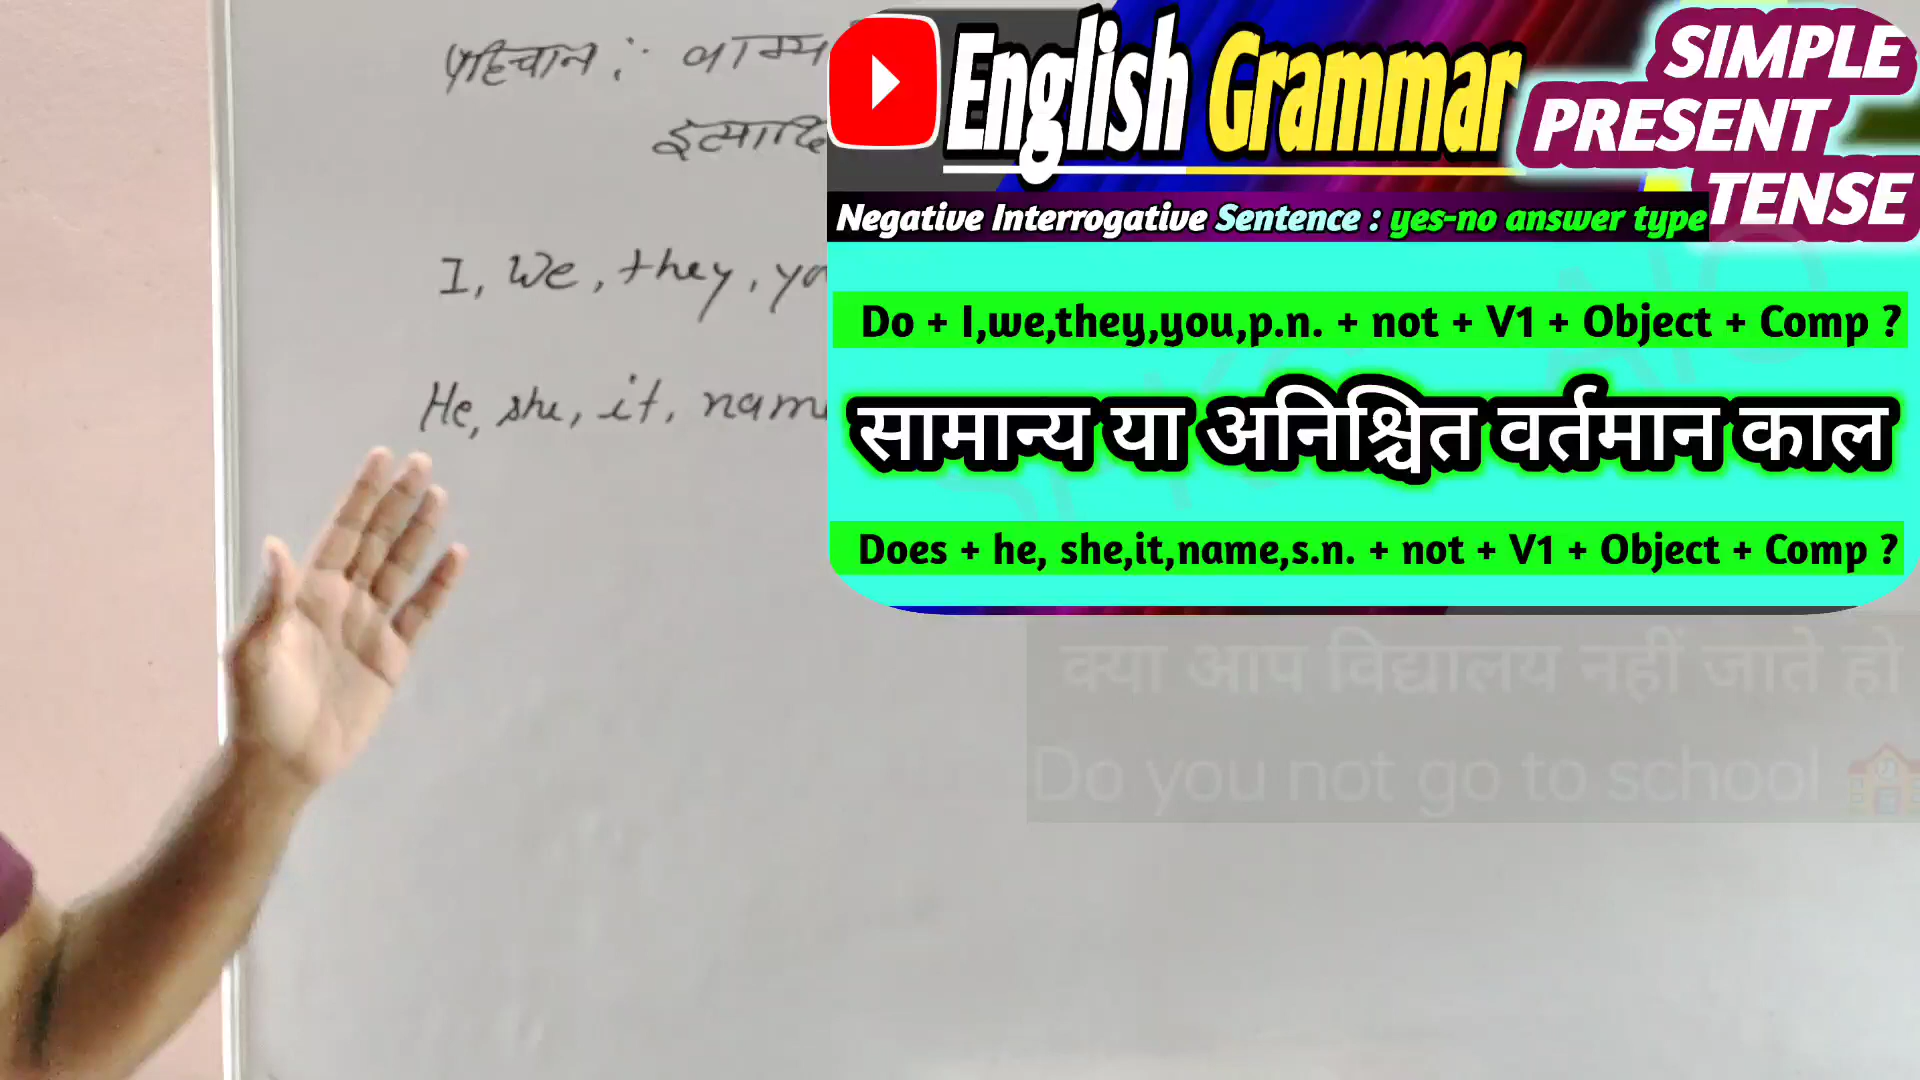 पहिचान :
इत्यादि
I, We, they,
He, she, it,
English Grammar
SIMPLE
PRESENT
TENSE
Negative Interrogative Sentence : yes-no answer type
Do + I,we,they,you,p.n. + not + V1 + Object + Comp ?
सामान्य या अनिश्चित वर्तमान काल
Does + he, she,it,name,s.n. + not + V1 + Object + Comp ?
क्या आप विद्यालय नहीं जाते हो
Do you not go to school